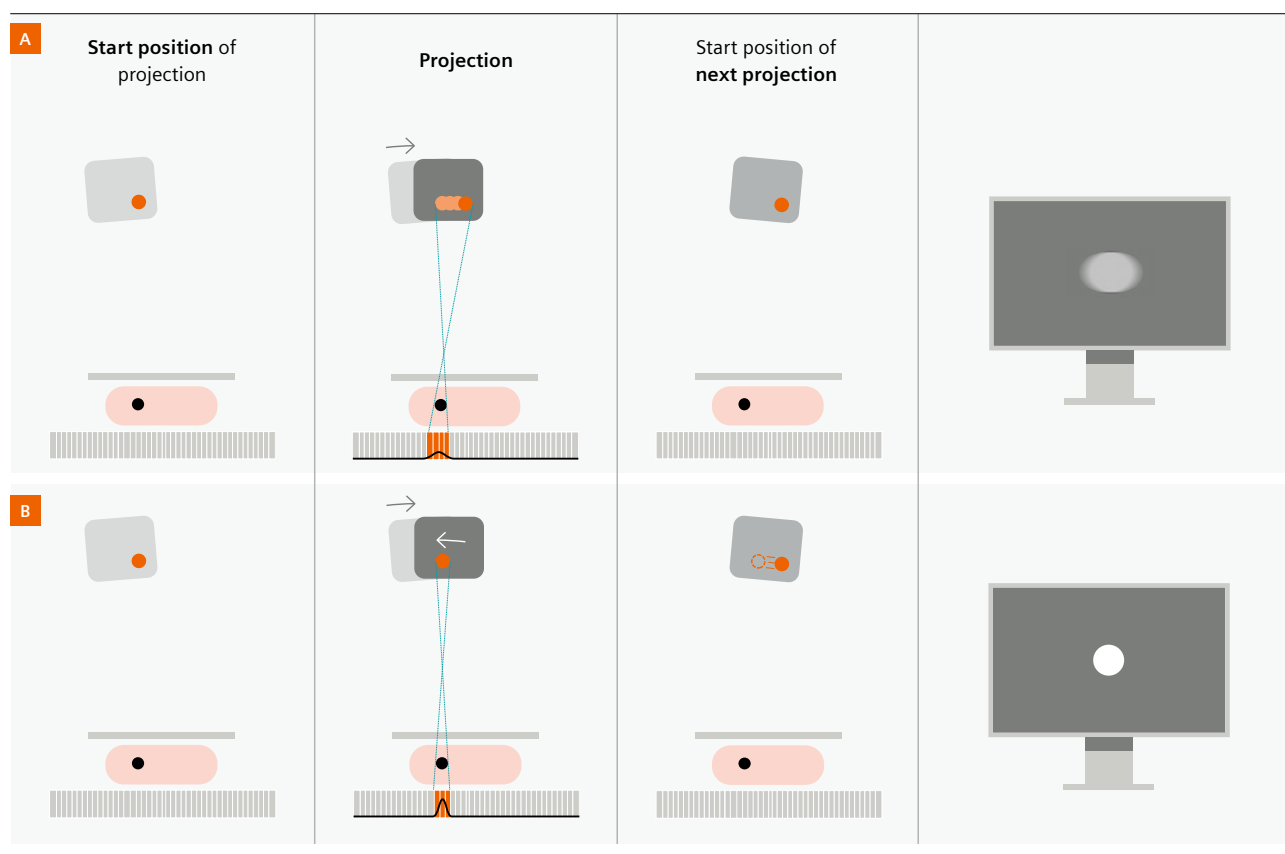 A
Start position of
projection
Projection
Start position of
next projection
B